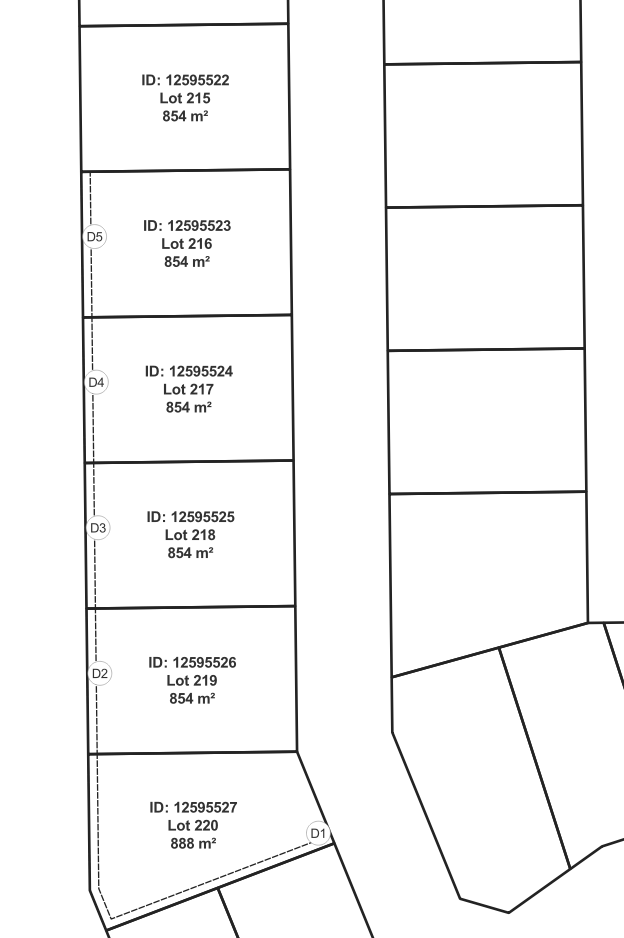 ID: 12595522
Lot 215
854 m²
ID: 12595523
D5
Lot 216
854 m²
ID: 12595524
D4
Lot 217
854 m²
ID: 12595525
D3
Lot 218
854 m²
ID: 12595526
D2
Lot 219
854 m²
ID: 12595527
Lot 220
D1
888 m²